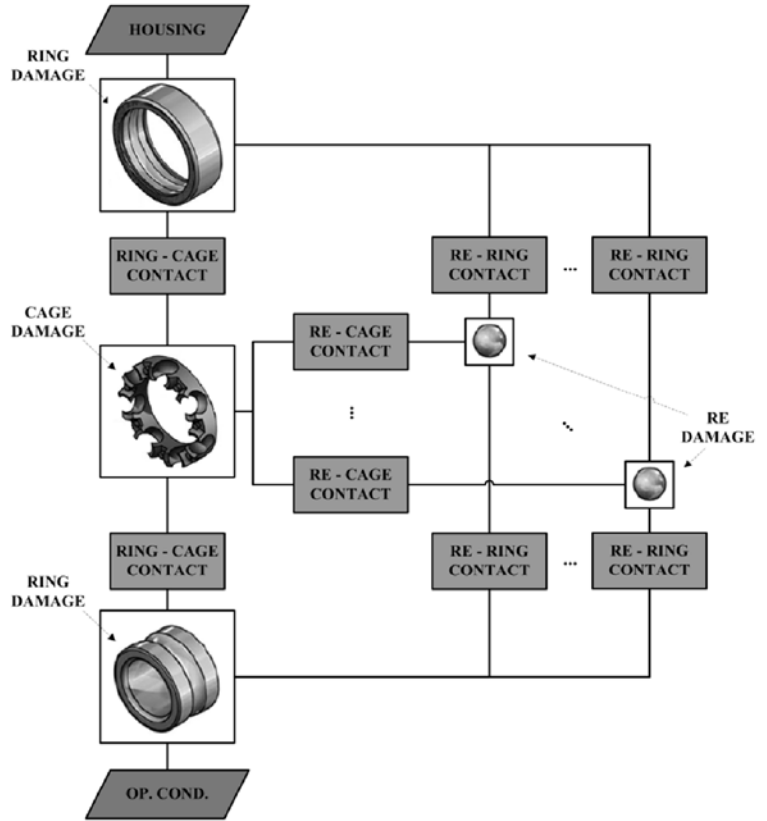 HOUSING
RING
DAMAGE
RING - CAGE
CONTACT
RE - RING
CONTACT
...
RE - RING
CONTACT
CAGE
DAMAGE
RE - CAGE
CONTACT
...
...
RE
DAMAGE
RE - CAGE
CONTACT
RING - CAGE
CONTACT
RE - RING
CONTACT
...
RE - RING
CONTACT
RING
DAMAGE
OP. COND.